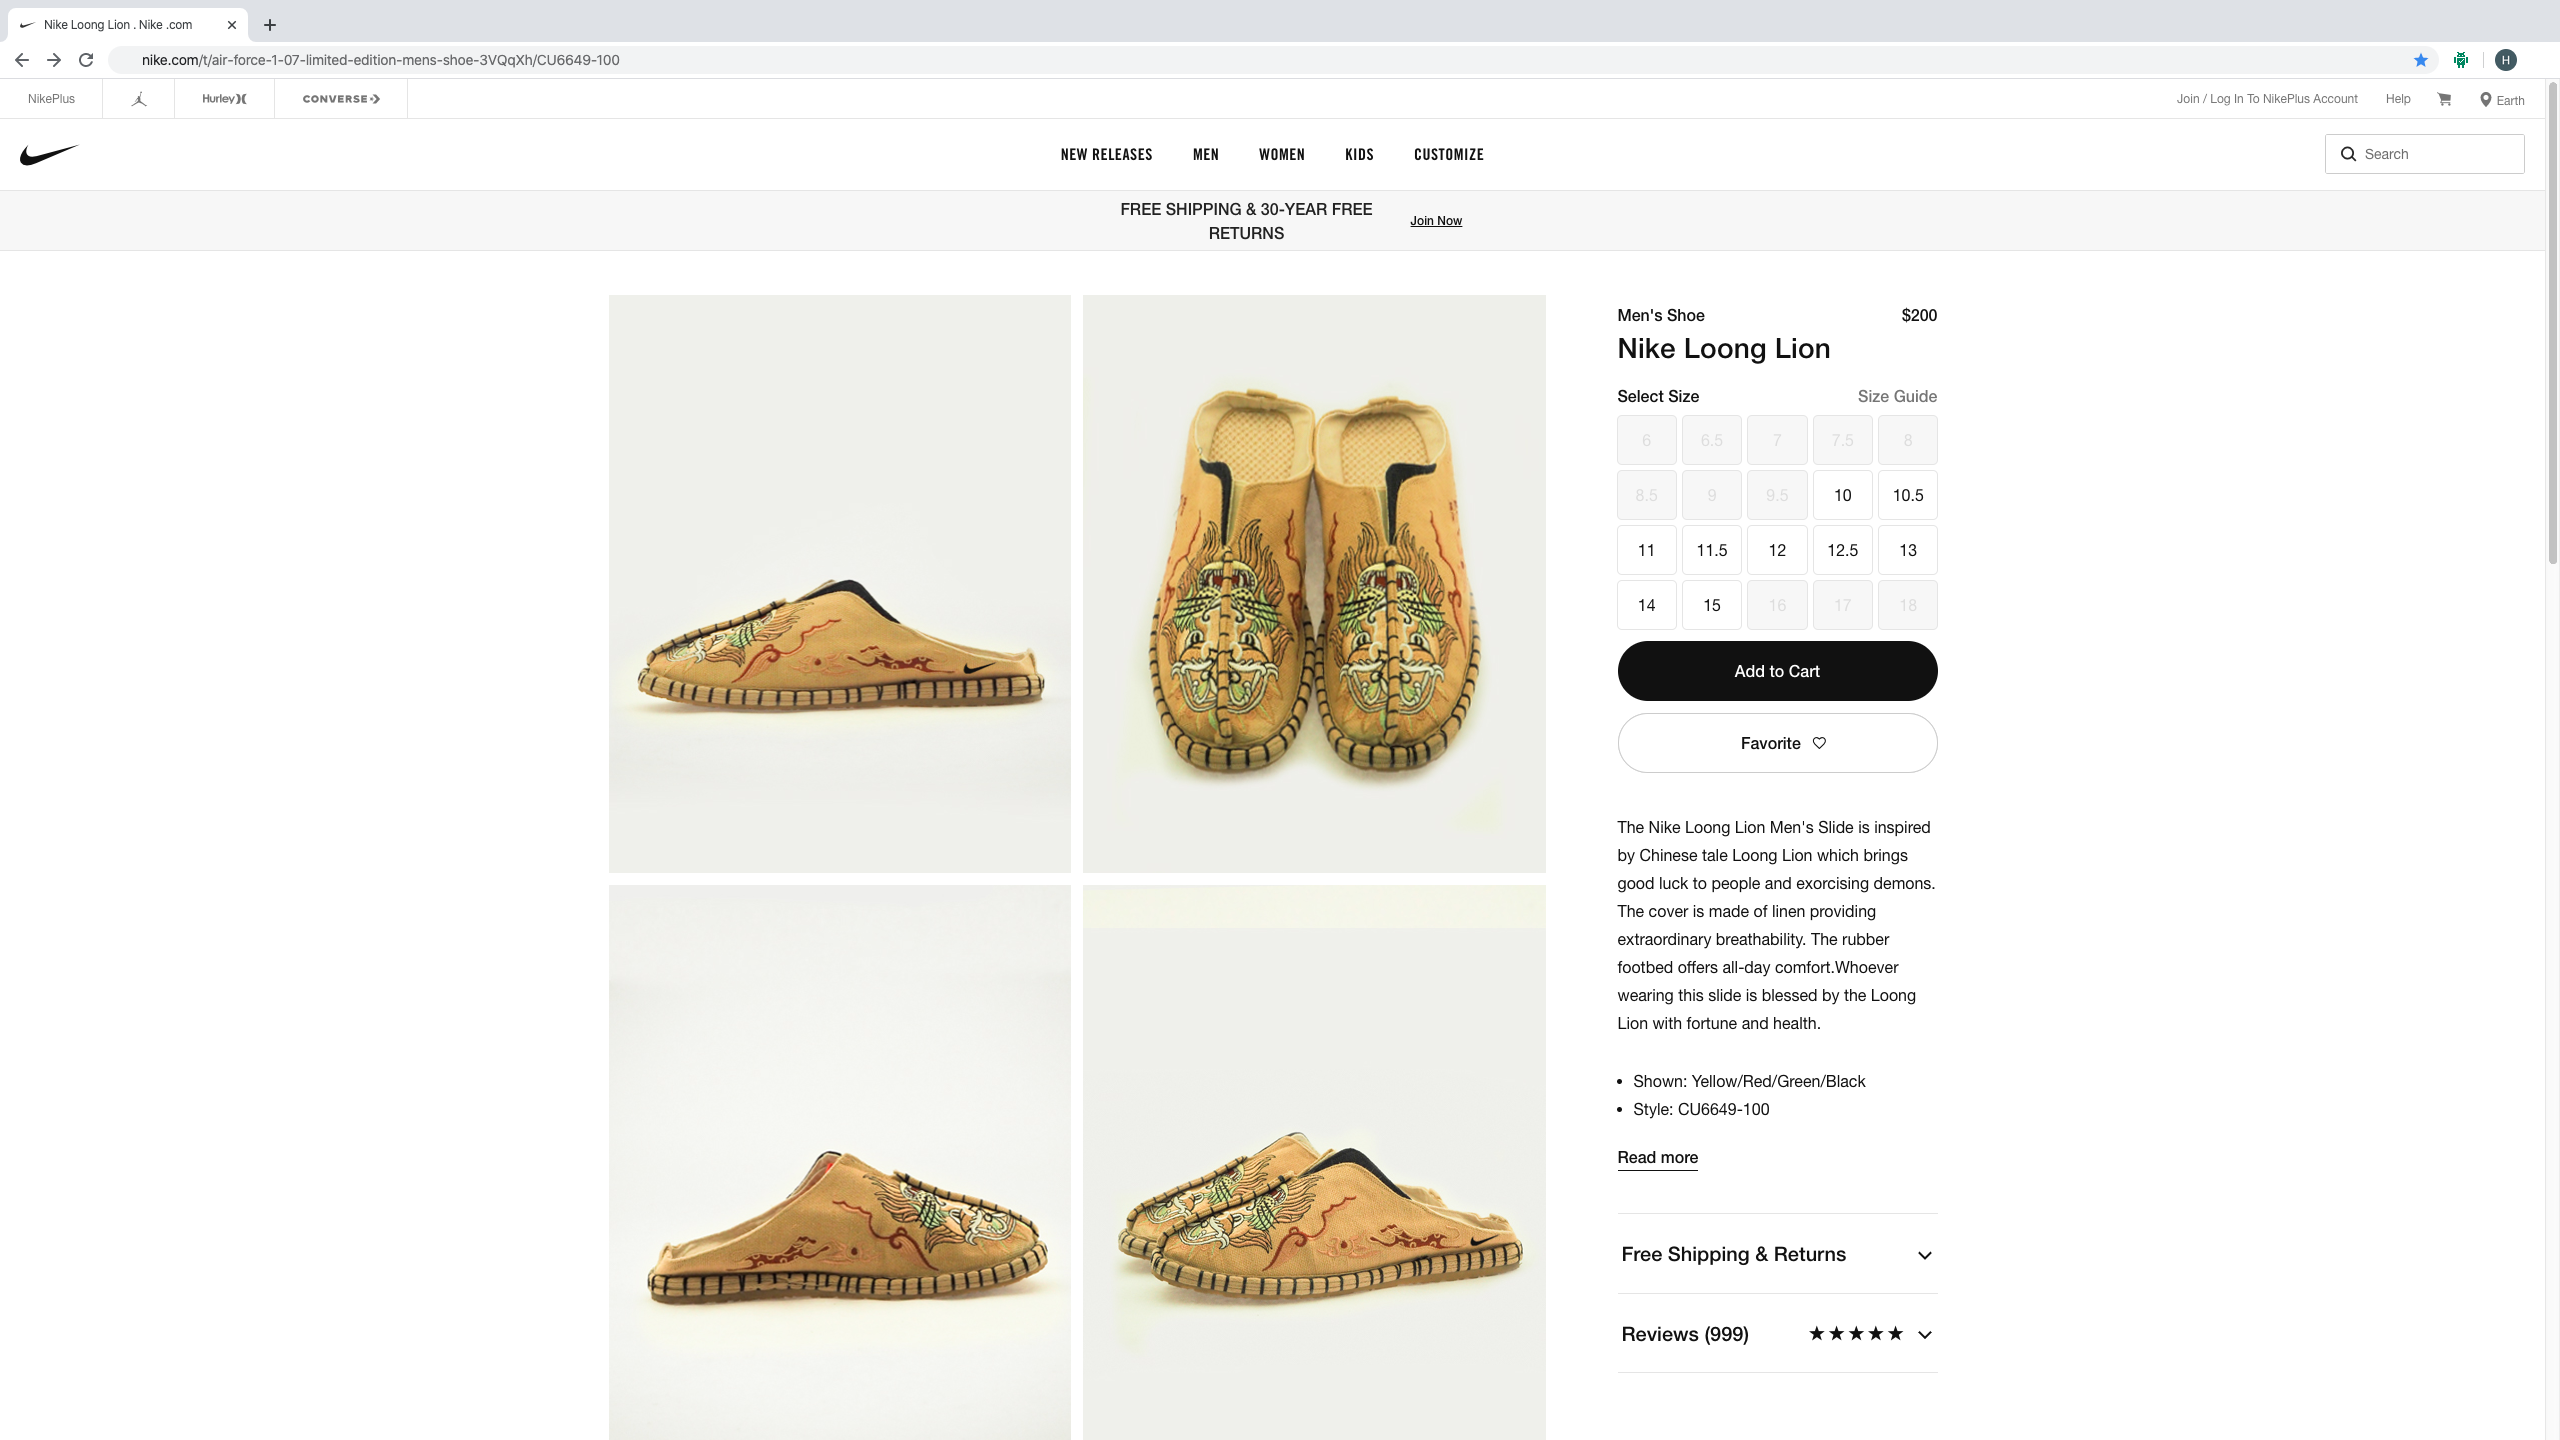 Nike Loong Lion . Nike .com
nike.com/t/air-force-1-07-limited-edition-mens-shoe-3VQqXh/CU6649-100
H
NikePlus
Hurley
CONVERSE
Join / Log In To NikePlus Account
Help
Earth
NEW RELEASES
MEN
WOMEN
KIDS
CUSTOMIZE
Search
FREE SHIPPING & 30-YEAR FREE
RETURNS
Join Now
Men's Shoe
$200
Nike Loong Lion
Select Size
Size Guide
6 6.5 7 7.5 8
8.5 9 9.5 10 10.5
11 11.5 12 12.5 13
14 15 16 17 18
Add to Cart
Favorite
The Nike Loong Lion Men's Slide is inspired
by Chinese tale Loong Lion which brings
good luck to people and exorcising demons.
The cover is made of linen providing
extraordinary breathability. The rubber
footbed offers all-day comfort.Whoever
wearing this slide is blessed by the Loong
Lion with fortune and health.
• Shown: Yellow/Red/Green/Black
• Style: CU6649-100
Read more
Free Shipping & Returns
Reviews (999)